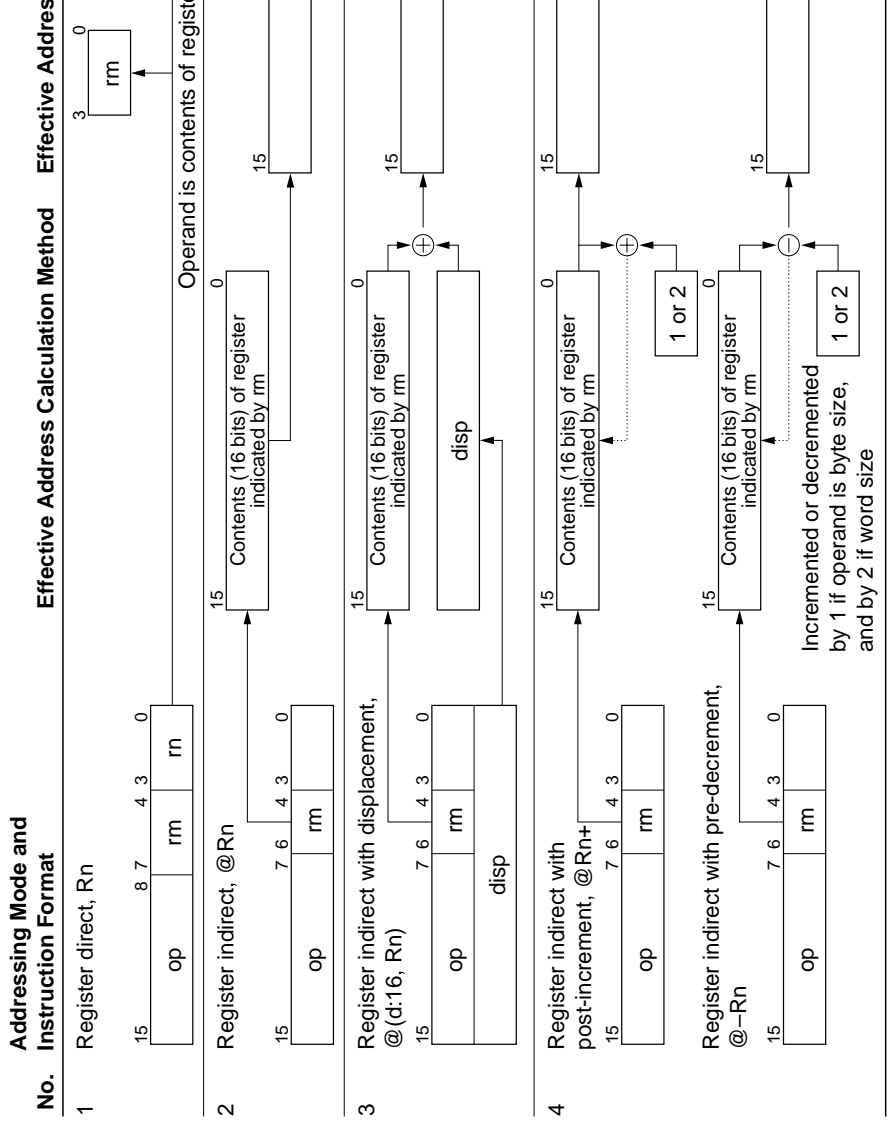 Addressing Mode and
No. Instruction Format Effective Address Calculation Method Effective Addres
1 Register direct, Rn
15 8 7 4 3 0
op rm rn
3 0
rm
Operand is contents of registe
2 Register indirect, @Rn
15 7 6 4 3 0
op rm
15 0
Contents (16 bits) of register
indicated by rm
15
3 Register indirect with displacement,
@(d:16, Rn)
15 7 6 4 3 0
op rm
disp
15 0
Contents (16 bits) of register
indicated by rm
disp
+
15
4 Register indirect with
post-increment, @Rn+
15 7 6 4 3 0
op rm
15 0
Contents (16 bits) of register
indicated by rm
+
1 or 2
15
Register indirect with pre-decrement,
@−Rn
15 7 6 4 3 0
op rm
15 0
Contents (16 bits) of register
indicated by rm
−
1 or 2
15
Incremented or decremented
by 1 if operand is byte size,
and by 2 if word size